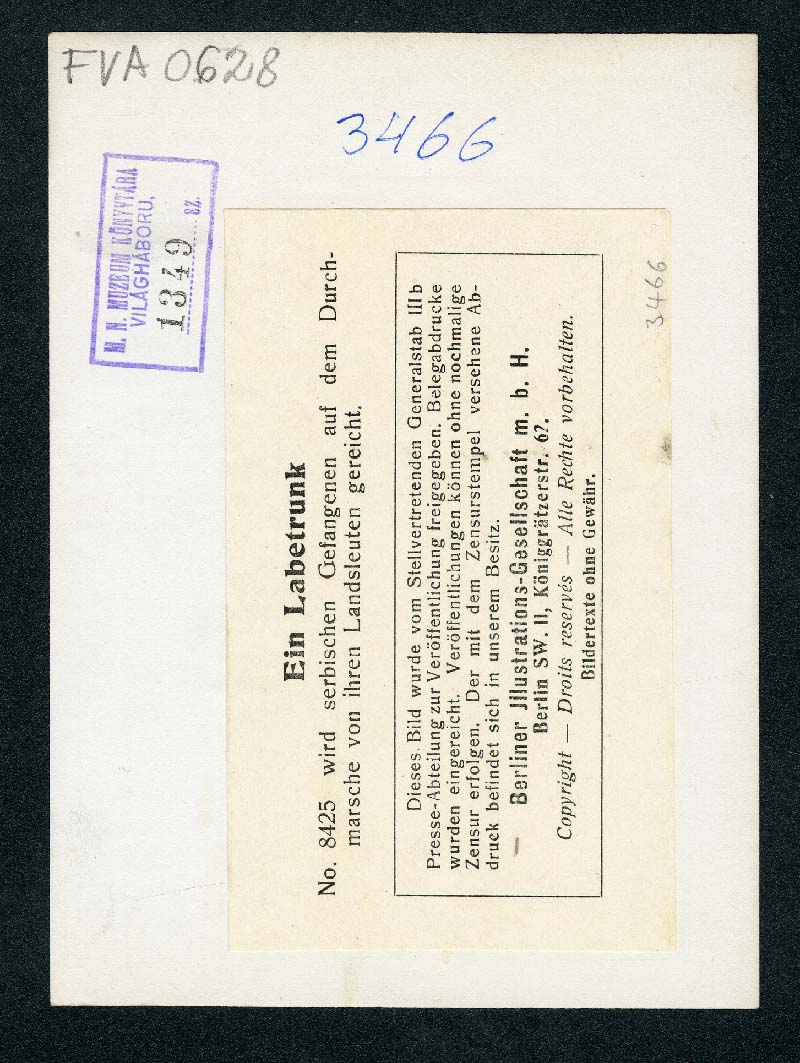 FVA 0628
3466
M. N. MUZEUM KÖNYVTÁRA
VILÁGHÁBORU,
1349 SZ.
Ein Labetrunk
No. 8425 wird serbischen Gefangenen auf dem Durch-
marsche von ihren Landsleuten gereicht.
Dieses Bild wurde vom Stellvertretenden Generalstab III b
Presse-Abteilung zur Veröffentlichung freigegeben. Belegabdrucke
wurden eingereicht. Veröffentlichungen können ohne nochmalige
Zensur erfolgen. Der mit dem Zensurstempel versehene Ab-
druck befindet sich in unserem Besitz.
Berliner Jllustrations-Gesellschaft m. b. H.
Berlin SW. 11, Königgrätzerstr. 62.
Copyright — Droits reservés — Alle Rechte vorbehalten.
Bildertexte ohne Gewähr.
3466